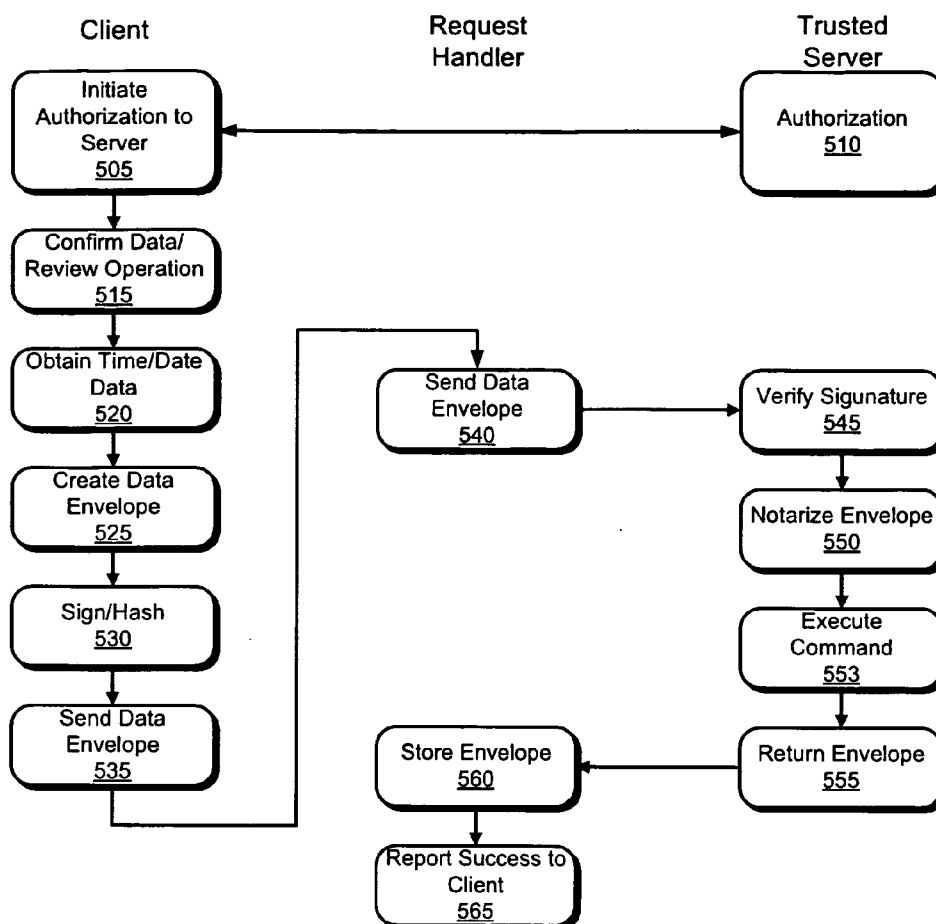 Client
Request
Handler
Trusted
Server
Initiate
Authorization to
Server
505
Authorization
510
Confirm Data/
Review Operation
515
Obtain Time/Date
Data
520
Send Data
Envelope
540
Verify Sigunature
545
Create Data
Envelope
525
Notarize Envelope
550
Sign/Hash
530
Execute
Command
553
Send Data
Envelope
535
Store Envelope
560
Return Envelope
555
Report Success to
Client
565